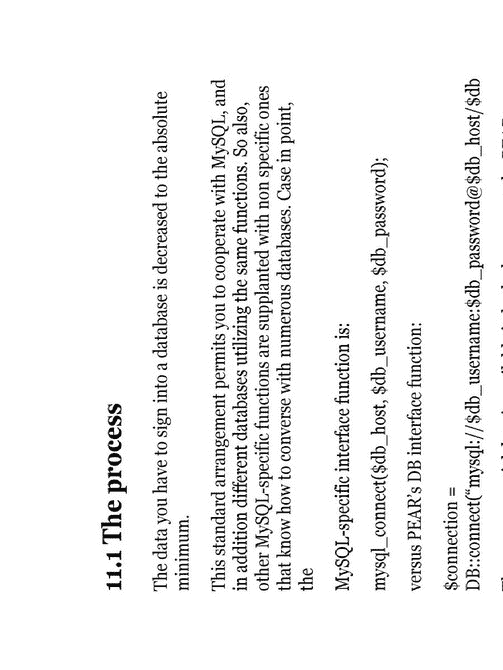 11.1 The process
The data you have to sign into a database is decreased to the absolute
minimum.
This standard arrangement permits you to cooperate with MySQL, and
in addition different databases utilizing the same functions. So also,
other MySQL-specific functions are supplanted with non specific ones
that know how to converse with numerous databases. Case in point,
the
MySQL-specific interface function is:
mysql_connect($db_host, $db_username, $db_password);
versus PEAR's DB interface function:
$connection =
DB::connect("mysql://$db_username:$db_password@$db_host/$db